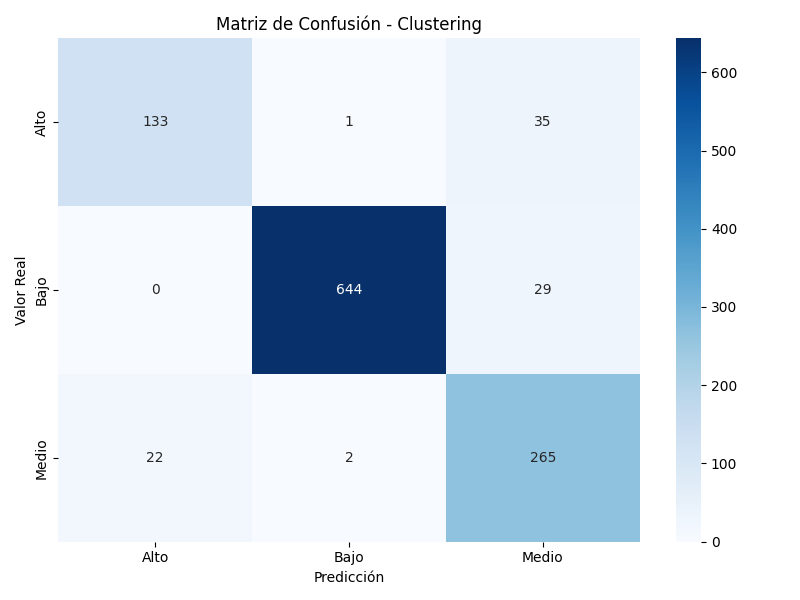 Matriz de Confusión - Clustering
Valor Real
Alto
133
1
35
Bajo
0
644
29
Medio
22
2
265
Alto
Bajo
Medio
Predicción
600
500
400
300
200
100
0